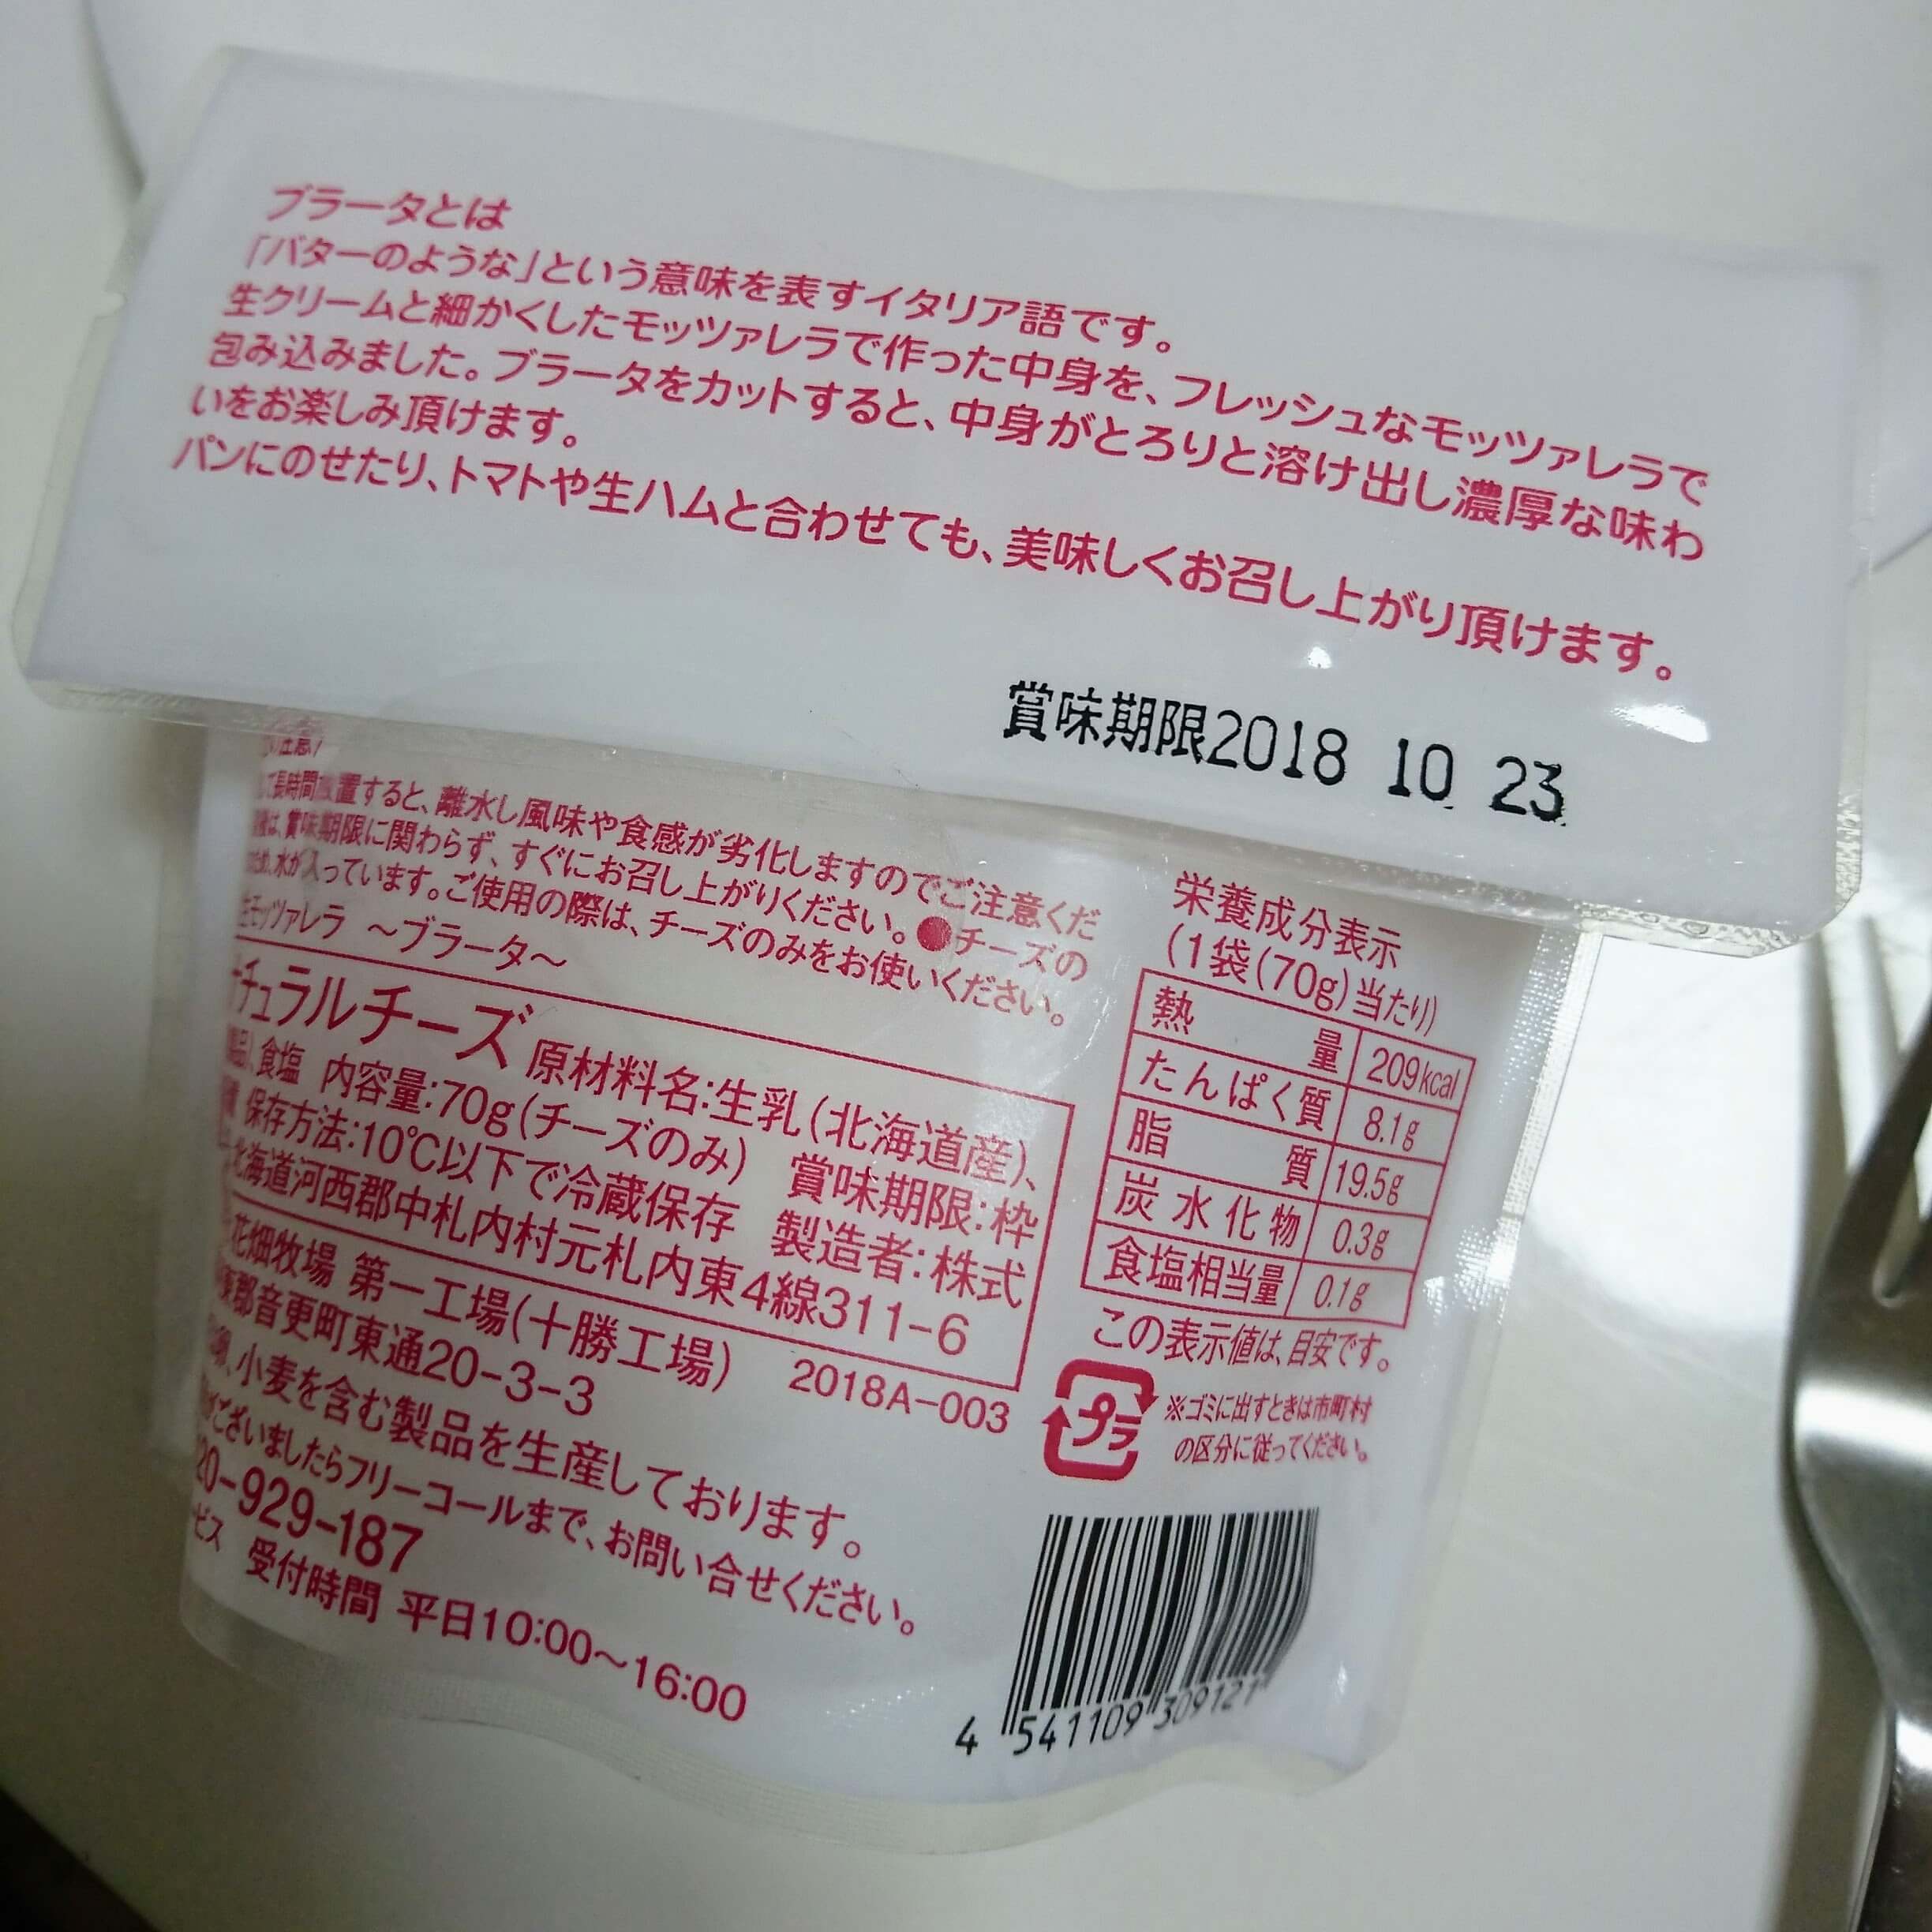 ブラータとは
「バターのような」という意味を表すイタリア語です。
生クリームと細かくしたモッツァレラで作った中身を、フレッシュなモッツァレラで
包み込みました。ブラータをカットすると、中身がとろりと溶け出し濃厚な味わ
いをお楽しみ頂けます。
パンにのせたり、トマトや生ハムと合わせても、美味しくお召し上がり頂けます。
賞味期限2018 10 23
て長時間放置すると、離水し風味や食感が劣化しますのでご注意くだ
は、賞味期限に関わらず、すぐにお召し上がりください。●チーズの
水が入っています。ご使用の際は、チーズのみをお使いください。
生モッツァレラ ～ブラータ～
チュラルチーズ 原材料名:生乳(北海道産)、
食塩 内容量:70g(チーズのみ) 賞味期限:枠
保存方法:10℃以下で冷蔵保存 製造者:株式
北海道河西郡中札内村元札内東4線311-6
花畑牧場 第一工場(十勝工場) 2018A-003
郡音更町東通20-3-3
小麦を含む製品を生産しております。
ございましたらフリーコールまで、お問い合せください。
20-929-187
ビス 受付時間 平日10:00～16:00
栄養成分表示
(1袋(70g)当たり)
熱量 209kcal
たんぱく質 8.1g
脂質 19.5g
炭水化物 0.3g
食塩相当量 0.1g
この表示値は、目安です。
プラ
※ゴミに出すときは市町村
の区分に従ってください。
4 541109 309121